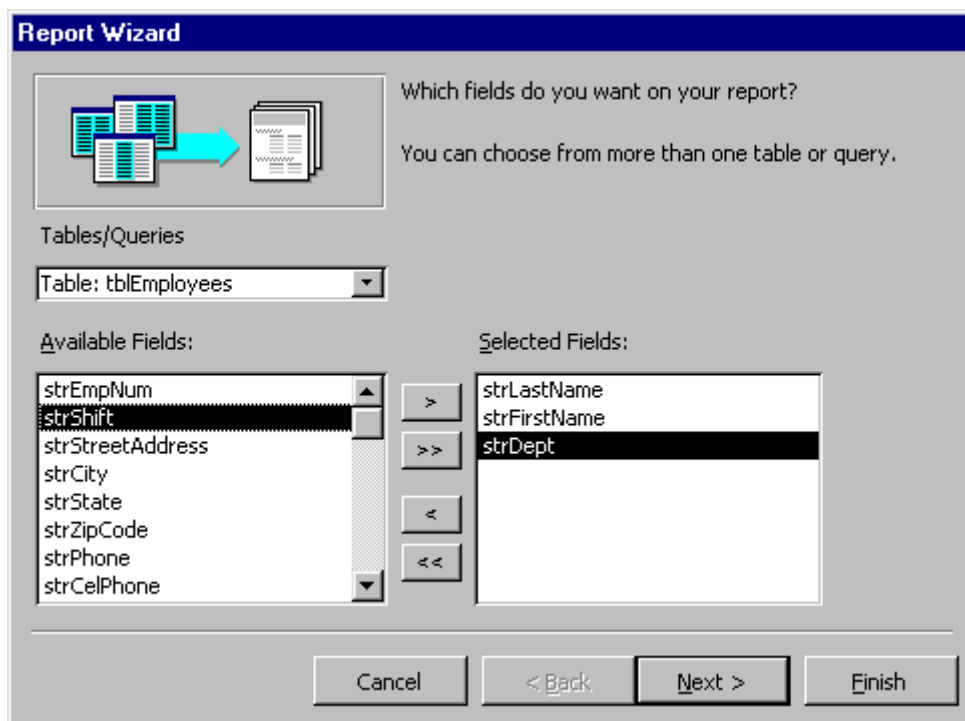 Report Wizard
Which fields do you want on your report?
You can choose from more than one table or query.
Tables/Queries
Table: tblEmployees
Available Fields:
strEmpNum
strShift
strStreetAddress
strCity
strState
strZipCode
strPhone
strCelPhone
>
>>
<
<<
Selected Fields:
strLastName
strFirstName
strDept
Cancel
< Back
Next >
Finish